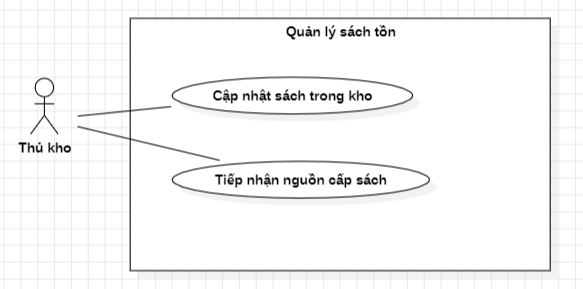 Quản lý sách tồn
Cập nhật sách trong kho
Thủ kho
Tiếp nhận nguồn cấp sách